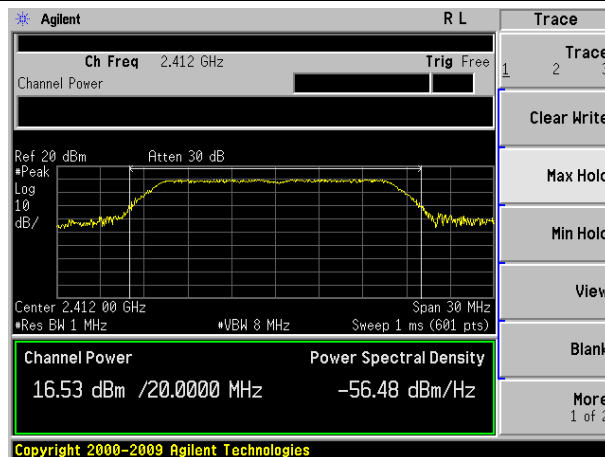 Agilent R L Trace
Ch Freq 2.412 GHz Trig Free
Channel Power
Trace
1 2
Clear Write
Max Hold
Min Hold
View
Blank
More
1 of 2
Ref 20 dBm Atten 30 dB
#Peak
Log
10
dB/
Center 2.412 00 GHz Span 30 MHz
#Res BW 1 MHz #VBW 8 MHz Sweep 1 ms (601 pts)
Channel Power Power Spectral Density
16.53 dBm /20.0000 MHz -56.48 dBm/Hz
Copyright 2000-2009 Agilent Technologies